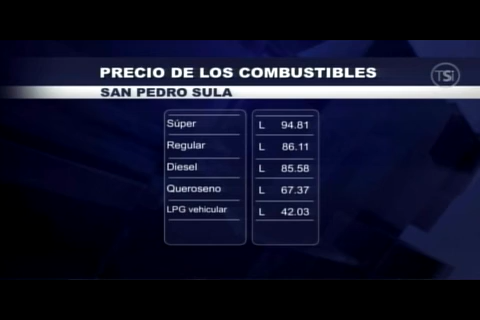 PRECIO DE LOS COMBUSTIBLES
TSi
SAN PEDRO SULA
Súper L 94.81
Regular L 86.11
Diesel L 85.58
Queroseno L 67.37
LPG vehicular L 42.03